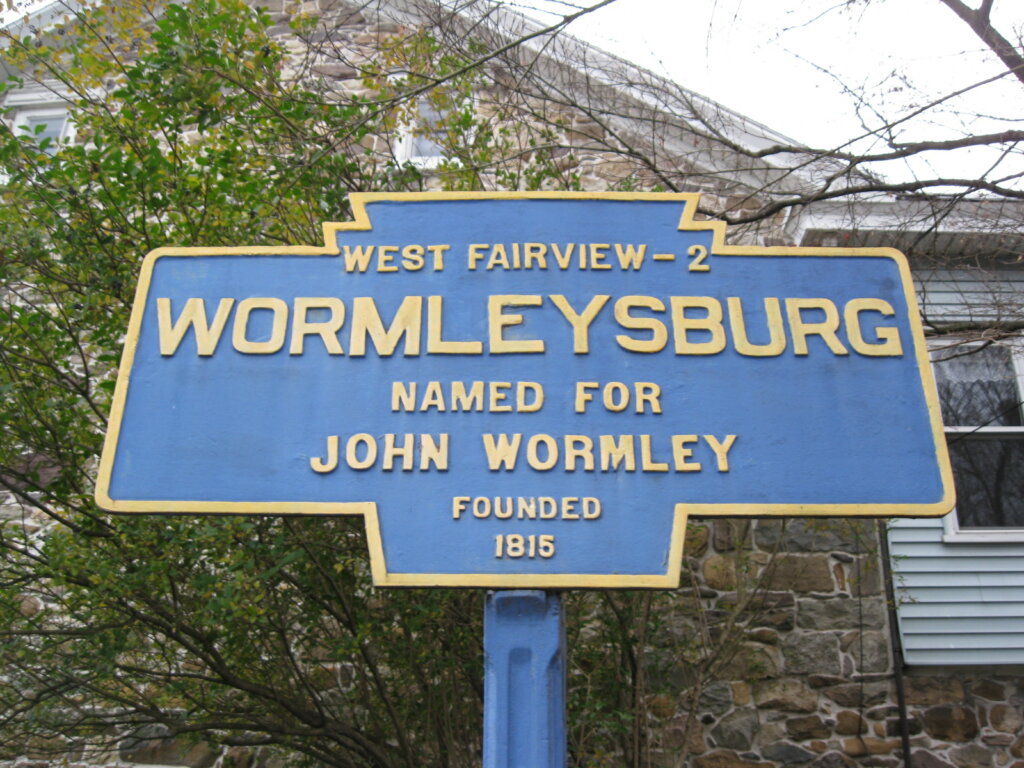 WEST FAIRVIEW - 2
WORMLEYSBURG
NAMED FOR
JOHN WORMLEY
FOUNDED
1815